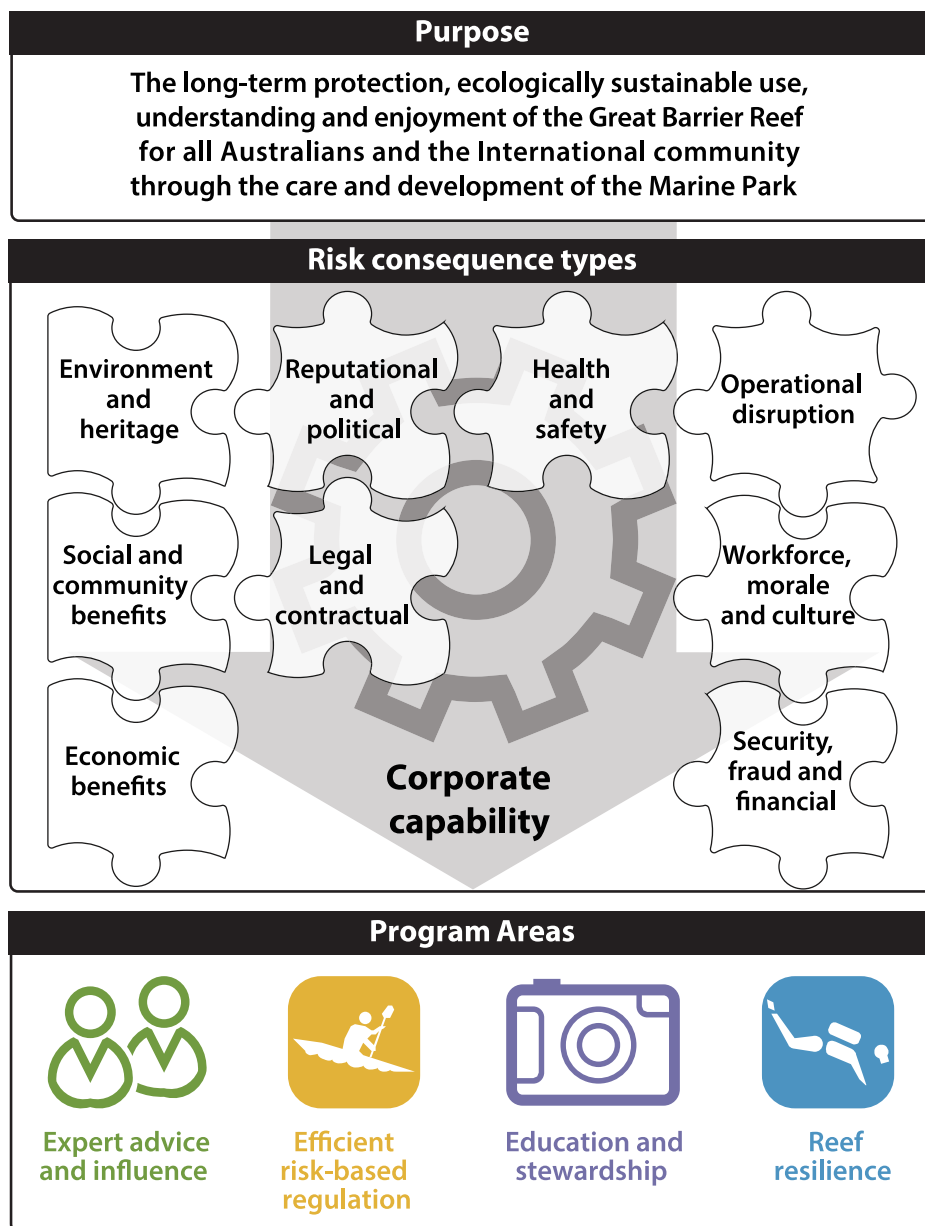 Purpose
The long-term protection, ecologically sustainable use,
understanding and enjoyment of the Great Barrier Reef
for all Australians and the International community
through the care and development of the Marine Park
Risk consequence types
Environment
and
heritage
Reputational
and
political
Health
and
safety
Operational
disruption
Social and
community
benefits
Legal
and
contractual
Workforce,
morale
and culture
Economic
benefits
Corporate
capability
Security,
fraud and
financial
Program Areas
Expert advice
and influence
Efficient
risk-based
regulation
Education and
stewardship
Reef
resilience